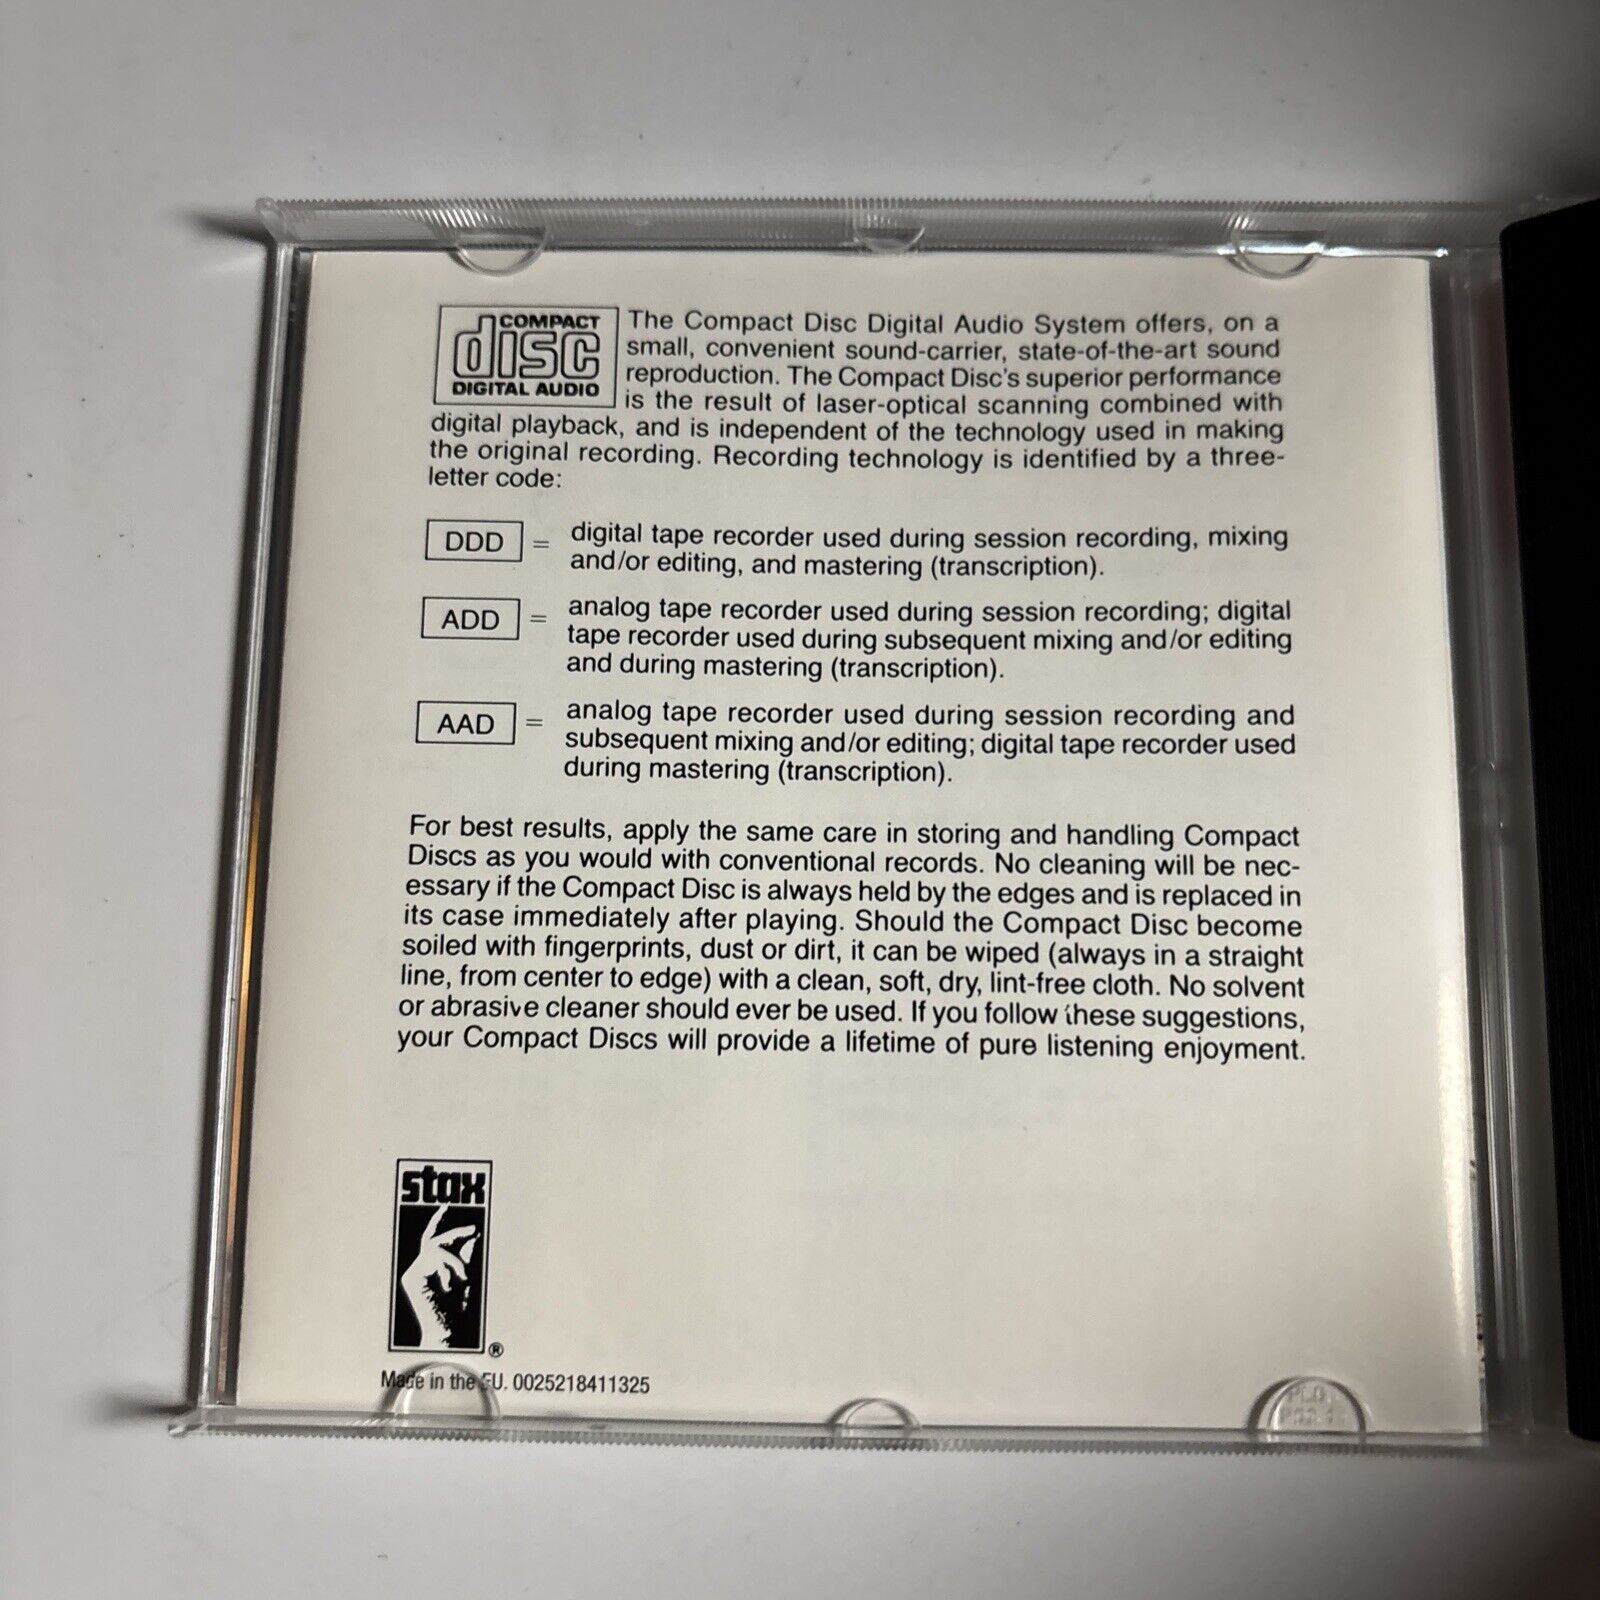 COMPACT
disc
DIGITAL AUDIO
The Compact Disc Digital Audio System offers, on a
small, convenient sound-carrier, state-of-the-art sound
reproduction. The Compact Disc's superior performance
is the result of laser-optical scanning combined with
digital playback, and is independent of the technology used in making
the original recording. Recording technology is identified by a three-
letter code:
DDD = digital tape recorder used during session recording, mixing
and/or editing, and mastering (transcription).
ADD = analog tape recorder used during session recording; digital
tape recorder used during subsequent mixing and/or editing
and during mastering (transcription).
AAD = analog tape recorder used during session recording and
subsequent mixing and/or editing; digital tape recorder used
during mastering (transcription).
For best results, apply the same care in storing and handling Compact
Discs as you would with conventional records. No cleaning will be nec-
essary if the Compact Disc is always held by the edges and is replaced in
its case immediately after playing. Should the Compact Disc become
soiled with fingerprints, dust or dirt, it can be wiped (always in a straight
line, from center to edge) with a clean, soft, dry, lint-free cloth. No solvent
or abrasive cleaner should ever be used. If you follow these suggestions,
your Compact Discs will provide a lifetime of pure listening enjoyment.
stax
®
Made in the EU. 0025218411325